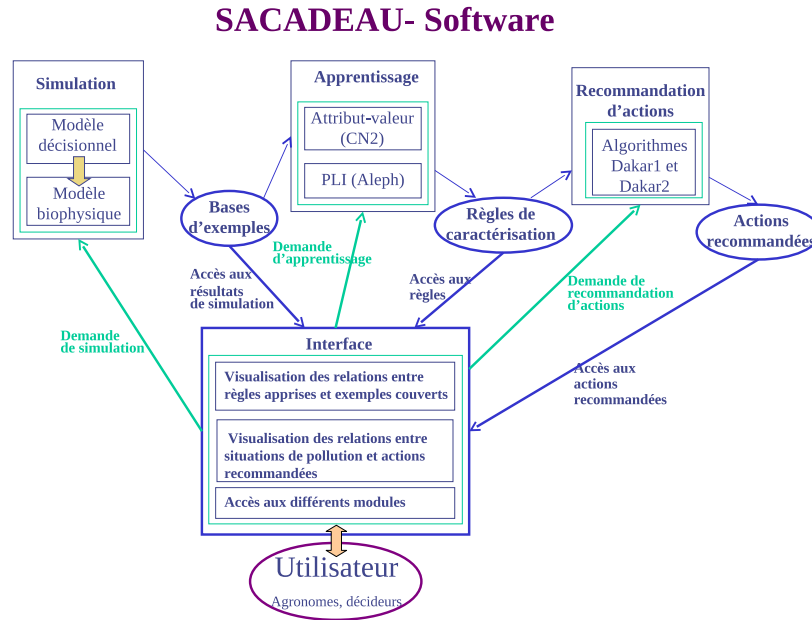 SACADEAU- Software
Simulation
Modèle
décisionnel
Modèle
biophysique
Apprentissage
Attribut-valeur
(CN2)
PLI (Aleph)
Recommandation
d’actions
Algorithmes
Dakar1 et
Dakar2
Bases
d’exemples
Règles de
caractérisation
Actions
recommandées
Demande
d’apprentissage
Accès aux
résultats
de simulation
Accès aux
règles
Demande de
recommandation
d’actions
Demande
de simulation
Accès aux
actions
recommandées
Interface
Visualisation des relations entre
règles apprises et exemples couverts
Visualisation des relations entre
situations de pollution et actions
recommandées
Accès aux différents modules
Utilisateur
Agronomes, décideurs